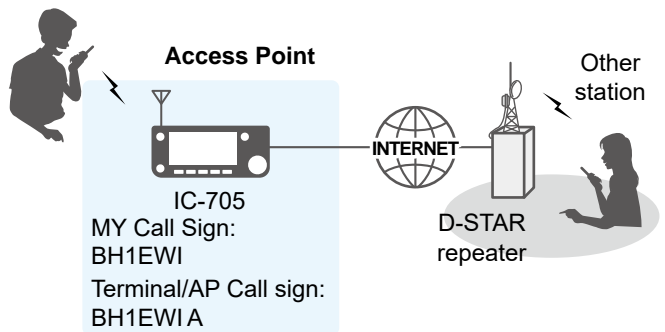 Access Point
Other
station
INTERNET
IC-705
MY Call Sign:
BH1EWI
Terminal/AP Call sign:
BH1EWI A
D-STAR
repeater